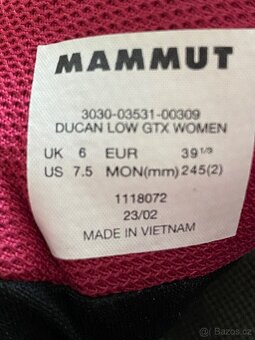 MAMMUT
3030-03531-00309
DUCAN LOW GTX WOMEN
UK 6 EUR 39 1/3
US 7.5 MON(mm) 245(2)
1118072
23/02
MADE IN VIETNAM
Bazos.cz